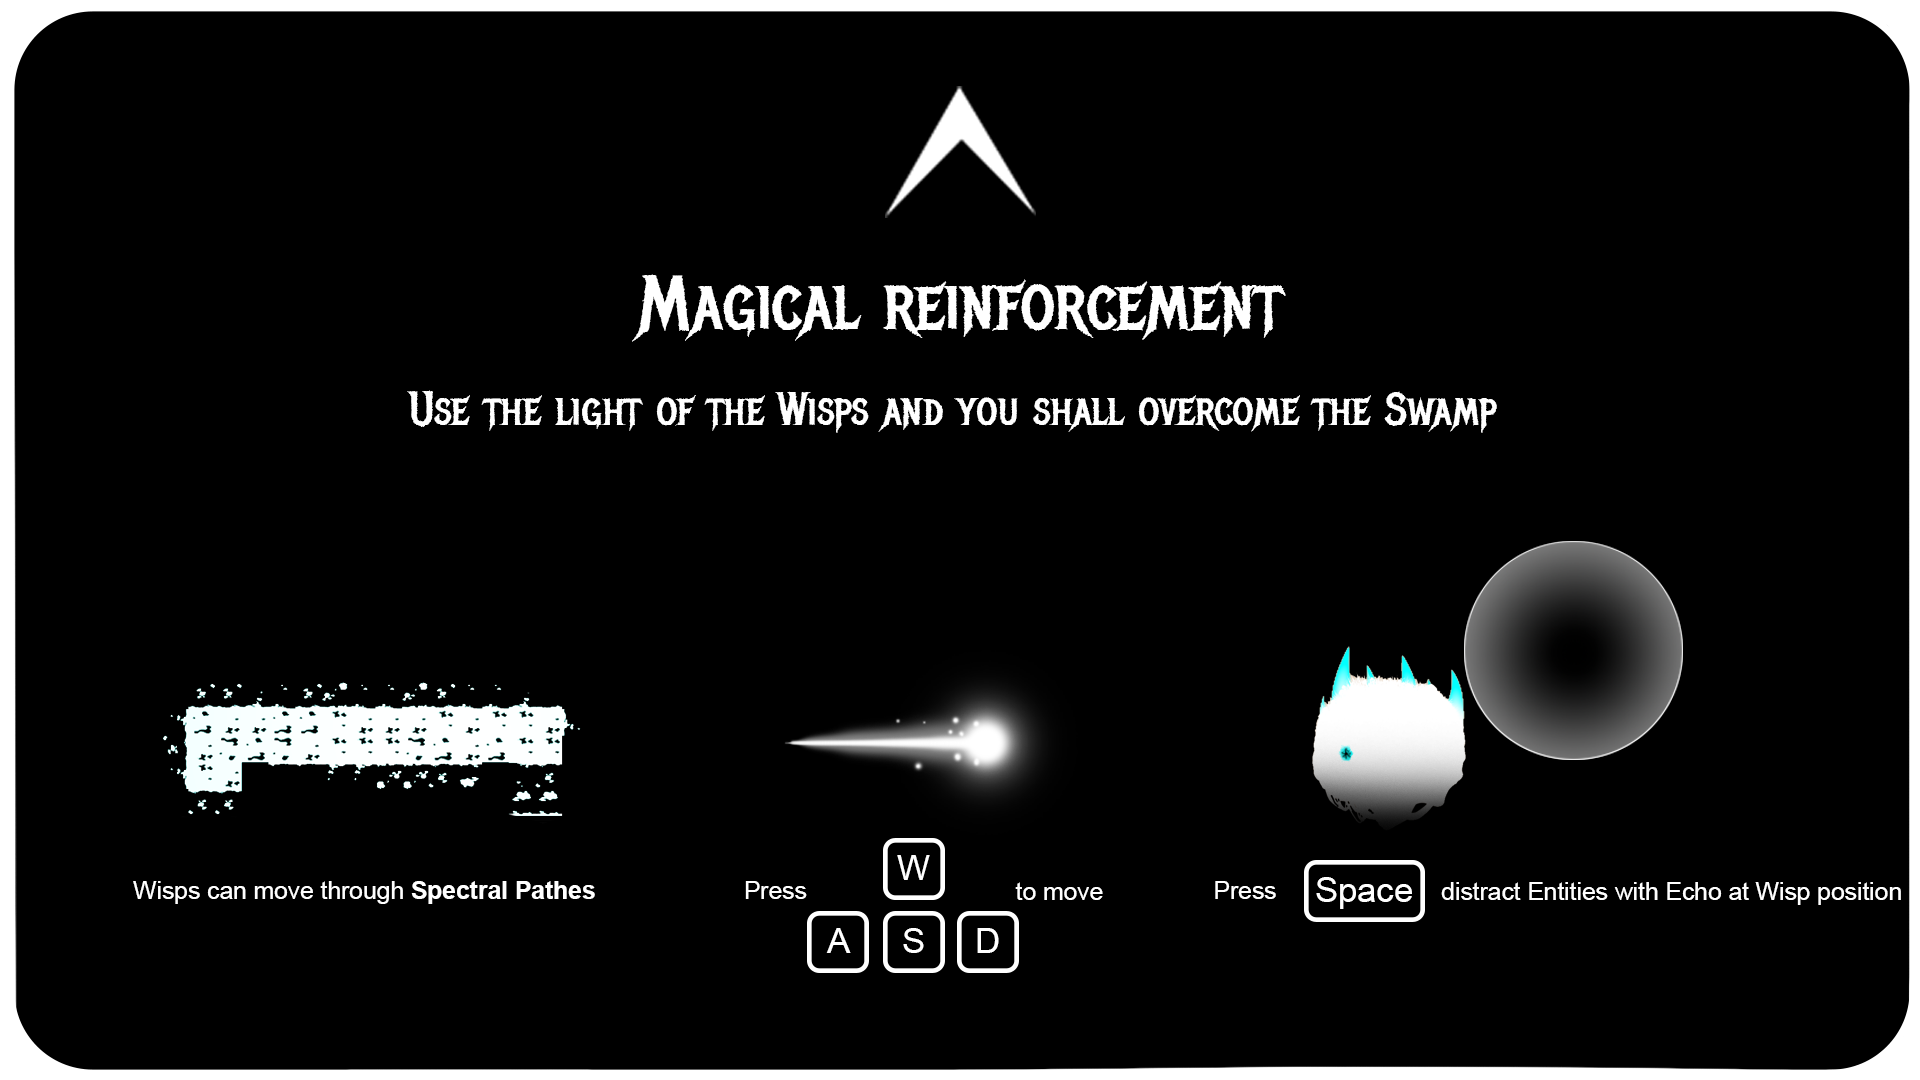 Magical reinforcement
Use the light of the Wisps and you shall overcome the Swamp
Wisps can move through Spectral Pathes
Press W A S D to move
Press Space distract Entities with Echo at Wisp position